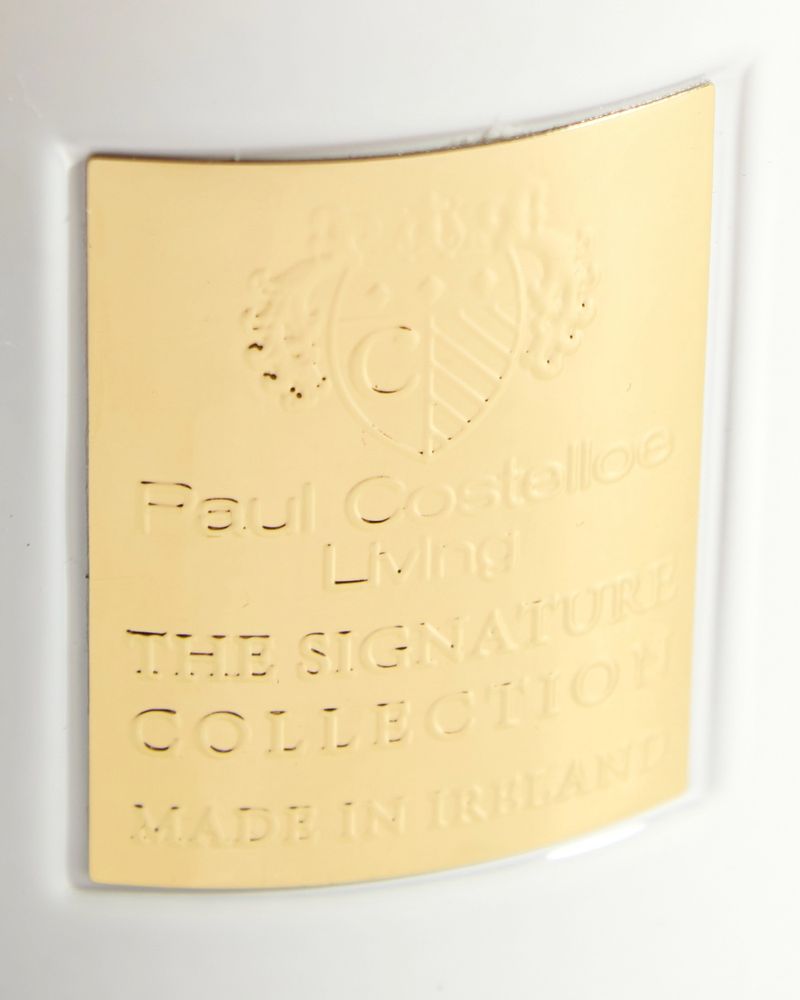 C
Paul Costelloe
Living
THE SIGNATURE
COLLECTION
MADE IN IRELAND